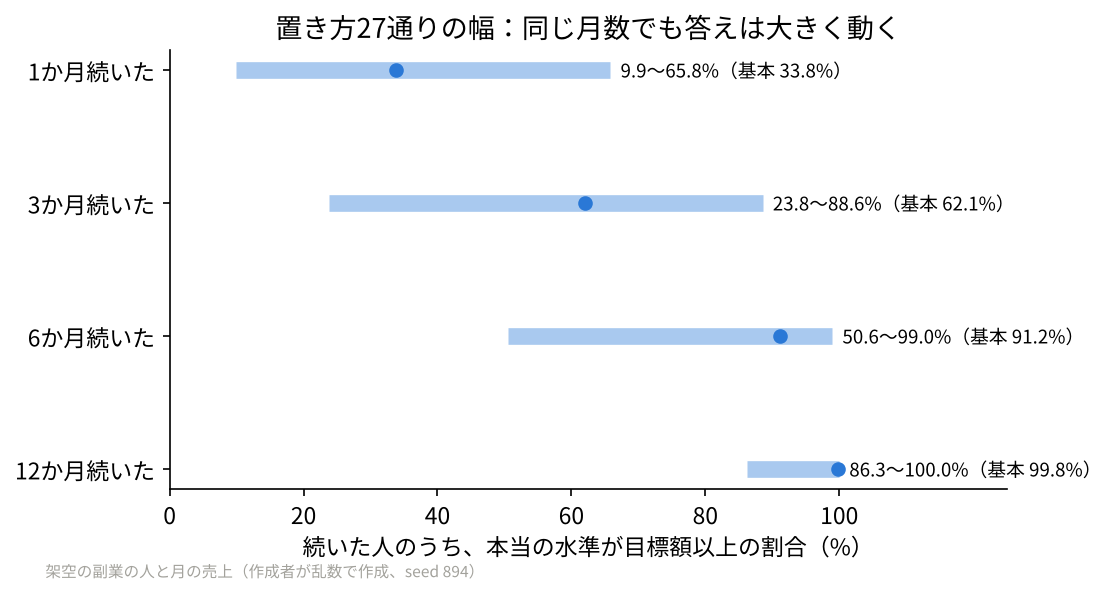 置き方27通りの幅：同じ月数でも答えは大きく動く
1か月続いた
9.9〜65.8%（基本 33.8%）
3か月続いた
23.8〜88.6%（基本 62.1%）
6か月続いた
50.6〜99.0%（基本 91.2%）
12か月続いた
86.3〜100.0%（基本 99.8%）
0 20 40 60 80 100
続いた人のうち、本当の水準が目標額以上の割合（%）
架空の副業の人と月の売上（作成者が乱数で作成、seed 894）